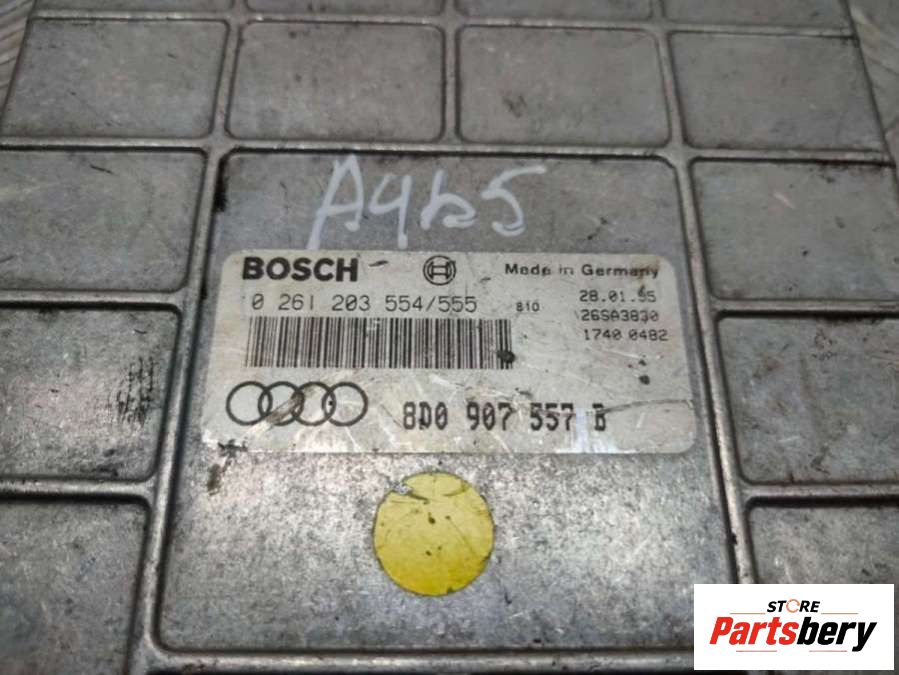 A4b5
BOSCH
Made in Germany
0 261 203 554/555
810
28.01.95
26SA3830
1740 0482
8D0 907 557 B
STORE
Partsbery